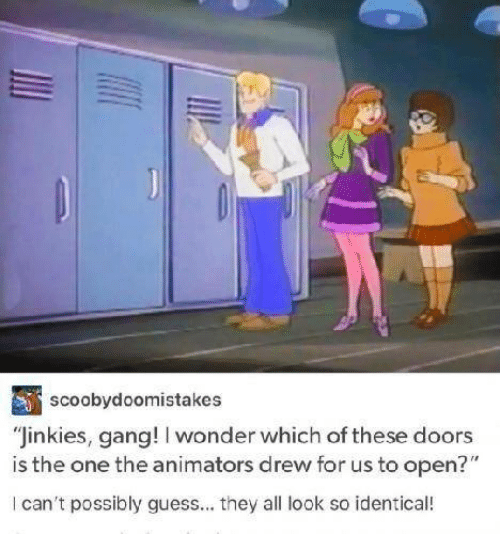 scoobydoomistakes
"Jinkies, gang! I wonder which of these doors
is the one the animators drew for us to open?"
I can't possibly guess... they all look so identical!